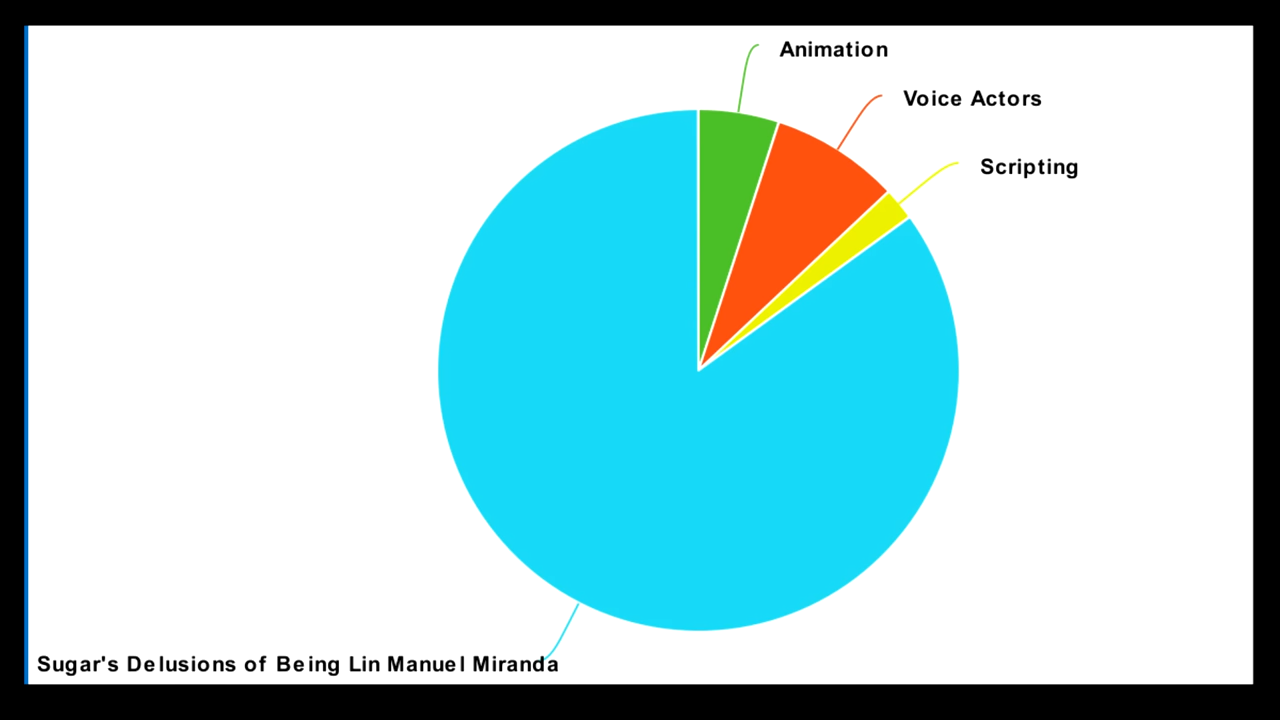 Animation
Voice Actors
Scripting
Sugar's Delusions of Being Lin Manuel Miranda